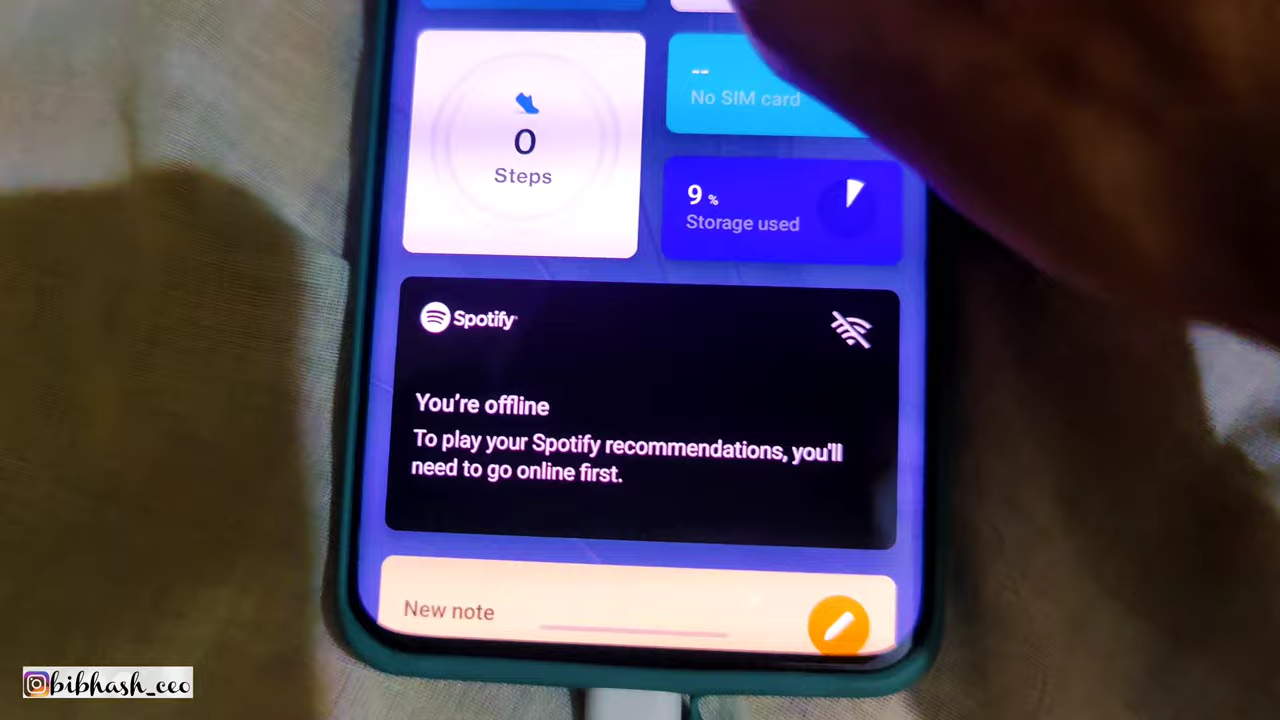 0
Steps
--
No SIM card
9 %
Storage used
Spotify
You're offline
To play your Spotify recommendations, you'll
need to go online first.
New note
bibhash_ceo